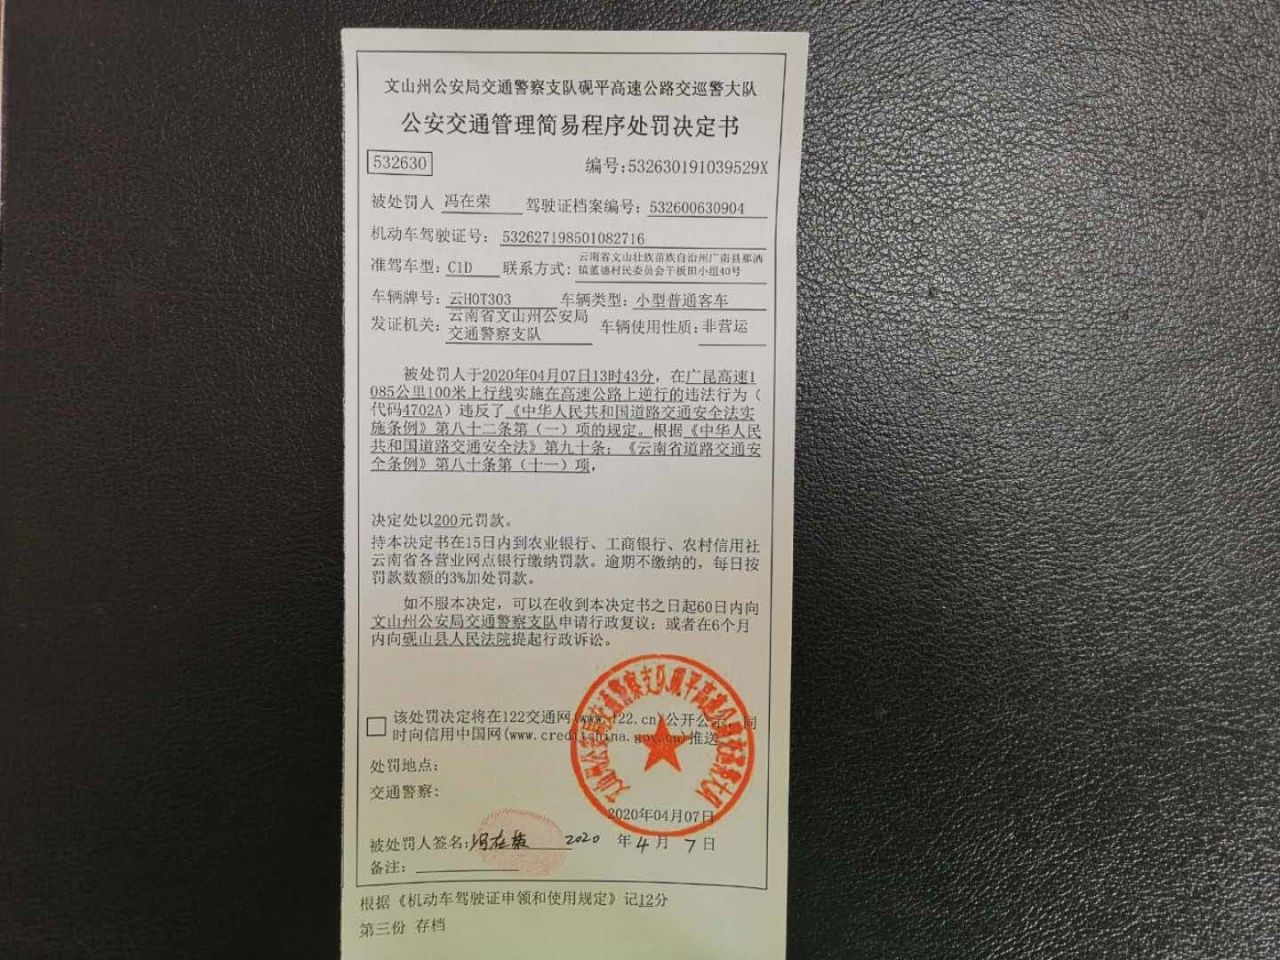 文山州公安局交通警察支队砚平高速公路交巡警大队
公安交通管理简易程序处罚决定书
532630
编号:532630191039529X
被处罚人 冯在荣 驾驶证档案编号: 532600630904
机动车驾驶证号: 532627198501082716
准驾车型: C1D 联系方式: 云南省文山壮族苗族自治州广南县那洒
镇董德村民委员会干板田小组40号
车辆牌号: 云H0T303 车辆类型: 小型普通客车
发证机关: 云南省文山州公安局
交通警察支队 车辆使用性质: 非营运
被处罚人于2020年04月07日13时43分, 在广昆高速1
085公里100米上行线实施在高速公路上逆行的违法行为(
代码4702A) 违反了《中华人民共和国道路交通安全法实
施条例》第八十二条第(一)项的规定。根据《中华人民
共和国道路交通安全法》第九十条; 《云南省道路交通安
全条例》第八十条第(十一)项,
决定处以200元罚款。
持本决定书在15日内到农业银行、工商银行、农村信用社
云南省各营业网点银行缴纳罚款。逾期不缴纳的, 每日按
罚款数额的3%加处罚款。
如不服本决定, 可以在收到本决定书之日起60日内向
文山州公安局交通警察支队申请行政复议; 或者在6个月
内向砚山县人民法院提起行政诉讼。
该处罚决定将在122交通网(www.122.cn)公开公示, 同
时向信用中国网(www.creditchina.gov.cn)推送
处罚地点:
交通警察:
文山州公安局交通警察支队砚平高速公路交巡警大队
2020年04月07日
被处罚人签名: 冯在荣 2020 年 4 月 7 日
备注:
根据《机动车驾驶证申领和使用规定》记12分
第三份 存档